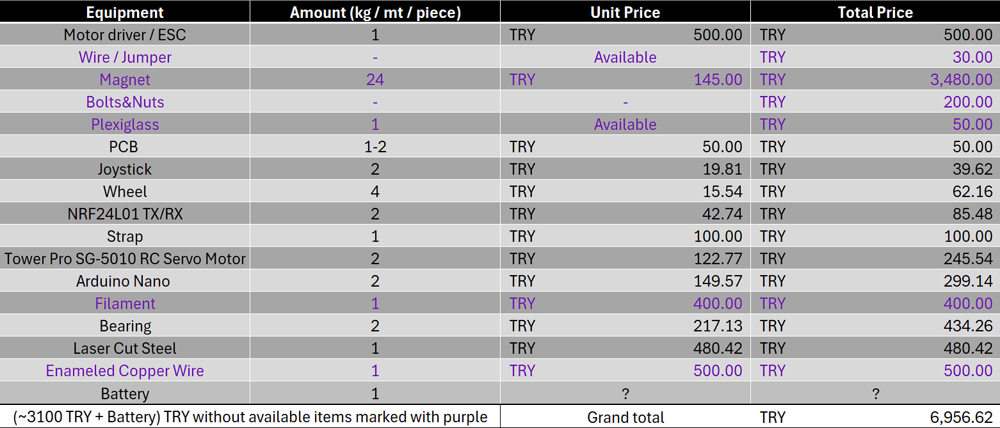 Equipment Amount (kg / mt / piece) Unit Price Total Price
Motor driver / ESC 1 TRY 500.00 TRY 500.00
Wire / Jumper - Available TRY 30.00
Magnet 24 TRY 145.00 TRY 3,480.00
Bolts&Nuts - - TRY 200.00
Plexiglass 1 Available TRY 50.00
PCB 1-2 TRY 50.00 TRY 50.00
Joystick 2 TRY 19.81 TRY 39.62
Wheel 4 TRY 15.54 TRY 62.16
NRF24L01 TX/RX 2 TRY 42.74 TRY 85.48
Strap 1 TRY 100.00 TRY 100.00
Tower Pro SG-5010 RC Servo Motor 2 TRY 122.77 TRY 245.54
Arduino Nano 2 TRY 149.57 TRY 299.14
Filament 1 TRY 400.00 TRY 400.00
Bearing 2 TRY 217.13 TRY 434.26
Laser Cut Steel 1 TRY 480.42 TRY 480.42
Enameled Copper Wire 1 TRY 500.00 TRY 500.00
Battery 1 ? ?
(~3100 TRY + Battery) TRY without available items marked with purple Grand total TRY 6,956.62